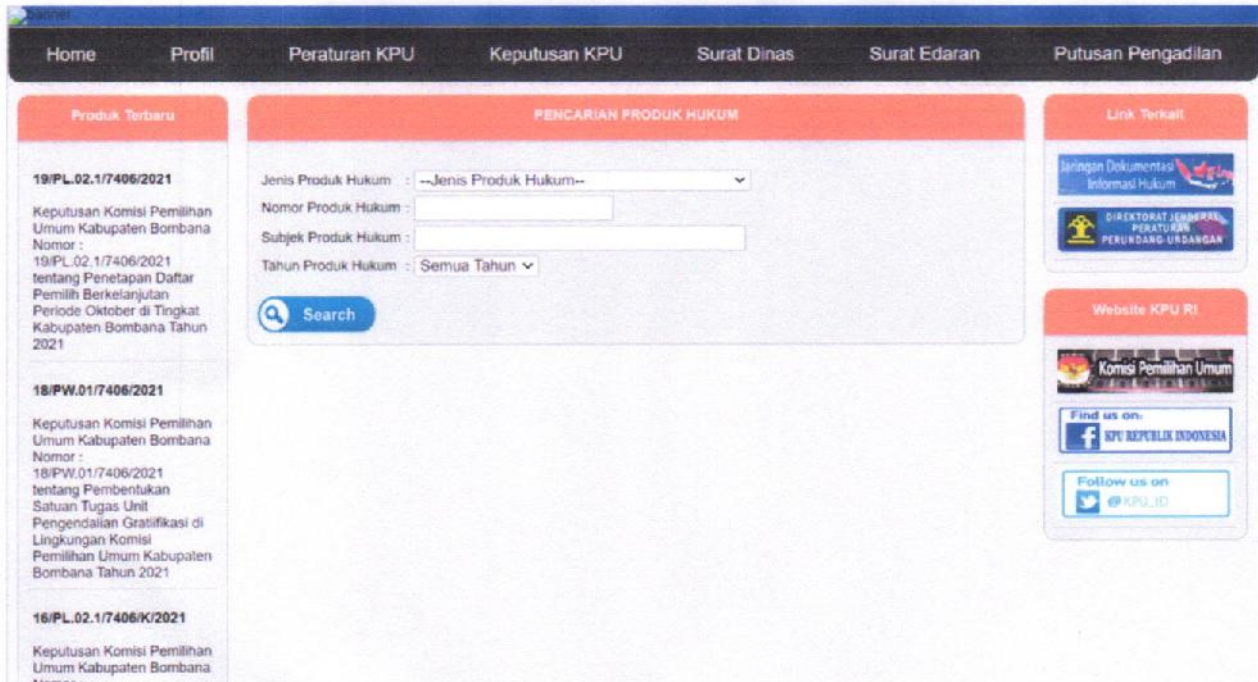 banner
Home Profil Peraturan KPU Keputusan KPU Surat Dinas Surat Edaran Putusan Pengadilan
Produk Terbaru
19/PL.02.1/7406/2021
Keputusan Komisi Pemilihan
Umum Kabupaten Bombana
Nomor :
19/PL.02.1/7406/2021
tentang Penetapan Daftar
Pemilih Berkelanjutan
Periode Oktober di Tingkat
Kabupaten Bombana Tahun
2021
18/PW.01/7406/2021
Keputusan Komisi Pemilihan
Umum Kabupaten Bombana
Nomor :
18/PW.01/7406/2021
tentang Pembentukan
Satuan Tugas Unit
Pengendalian Gratifikasi di
Lingkungan Komisi
Pemilihan Umum Kabupaten
Bombana Tahun 2021
16/PL.02.1/7406/K/2021
Keputusan Komisi Pemilihan
Umum Kabupaten Bombana
Nomor :
PENCARIAN PRODUK HUKUM
Jenis Produk Hukum : --Jenis Produk Hukum--
Nomor Produk Hukum :
Subjek Produk Hukum :
Tahun Produk Hukum : Semua Tahun
Search
Link Terkait
Jaringan Dokumentasi
Informasi Hukum
DIREKTORAT JENDERAL
PERATURAN
PERUNDANG-UNDANGAN
Website KPU RI
Komisi Pemilihan Umum
Find us on:
KPU REPUBLIK INDONESIA
Follow us on
@KPU_ID